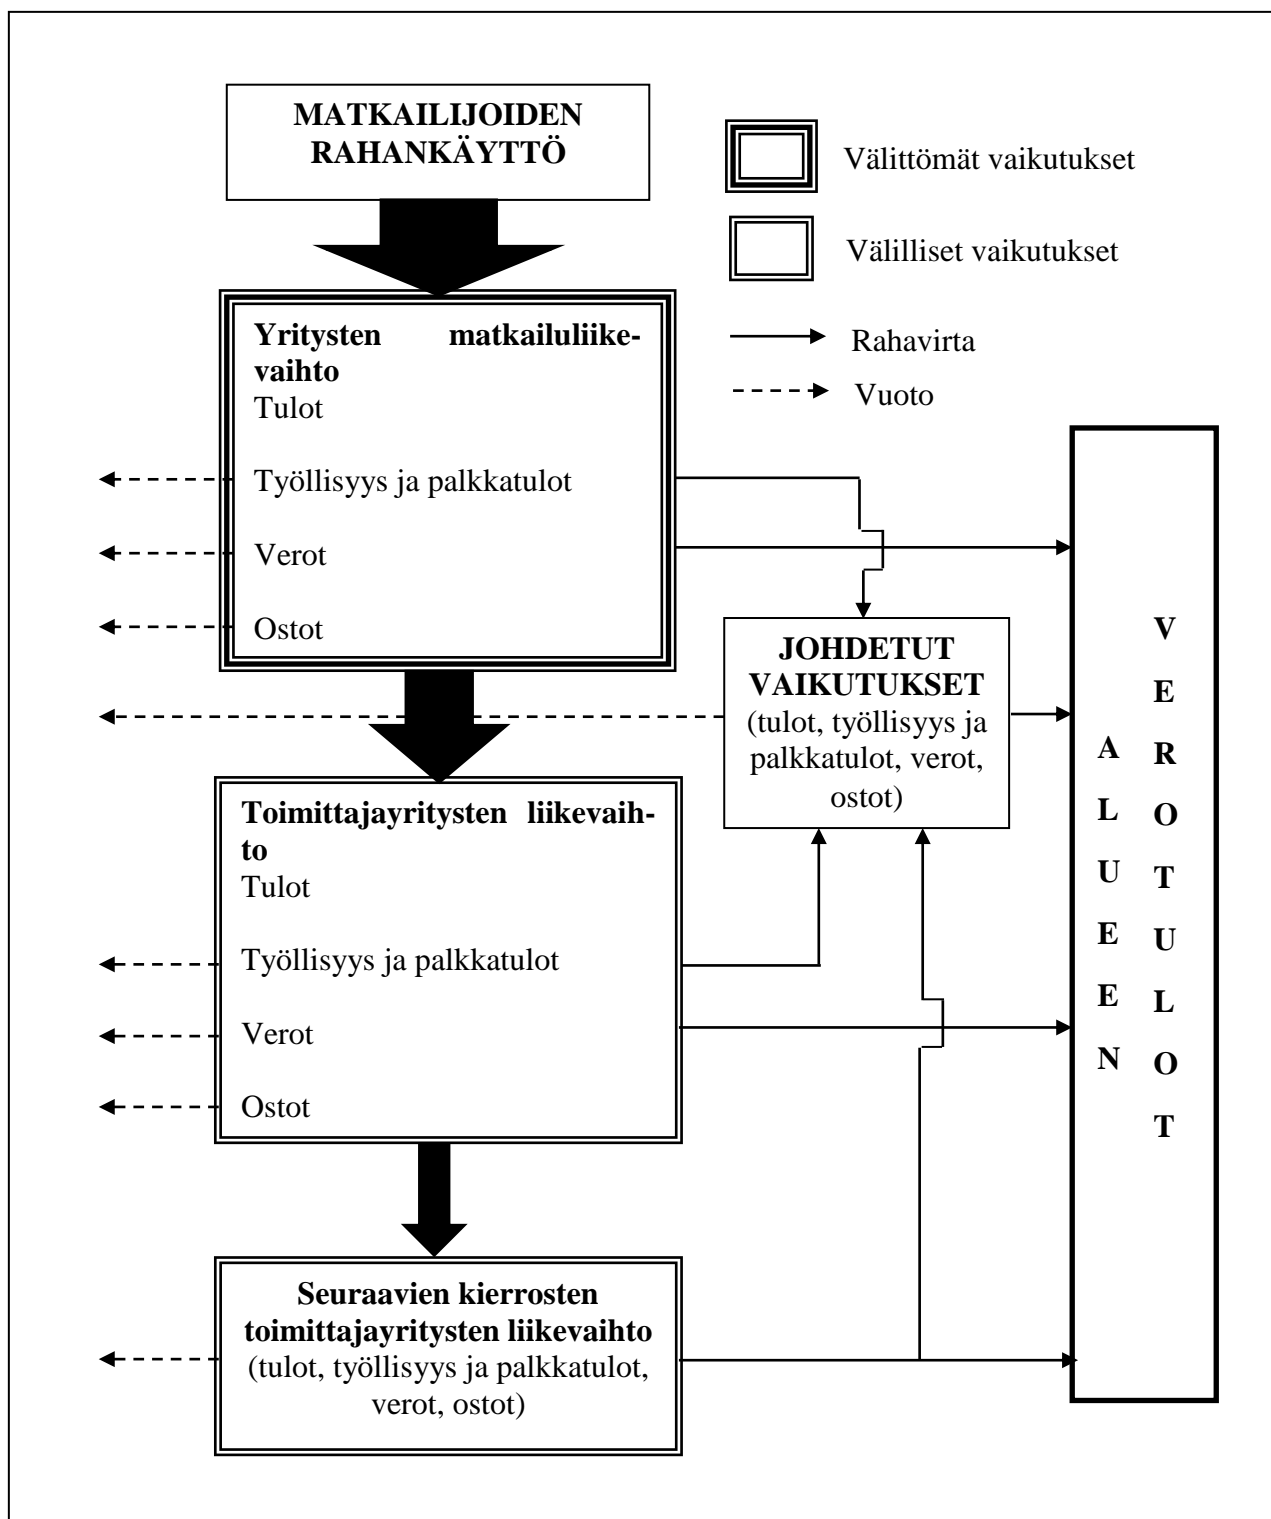 MATKAILIJOIDEN
RAHANKÄYTTÖ
Välittömät vaikutukset
Välilliset vaikutukset
Rahavirta
Vuoto
Yritysten matkailuliike-
vaihto
Tulot
Työllisyys ja palkkatulot
Verot
Ostot
JOHDETUT
VAIKUTUKSET
(tulot, työllisyys ja
palkkatulot, verot,
ostot)
Toimittajayritysten liikevaih-
to
Tulot
Työllisyys ja palkkatulot
Verot
Ostot
Seuraavien kierrosten
toimittajayritysten liikevaihto
(tulot, työllisyys ja palkkatulot,
verot, ostot)
ALUEEN
VEROTULOT